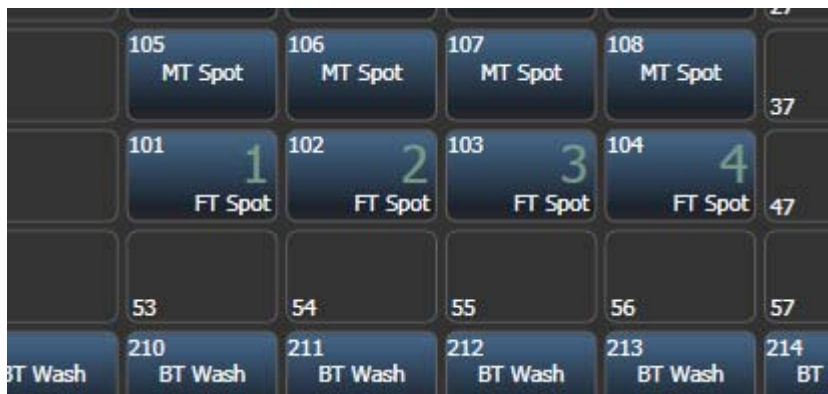 105 106 107 108
MT Spot MT Spot MT Spot MT Spot
37
101 1 102 2 103 3 104 4
FT Spot FT Spot FT Spot FT Spot 47
53 54 55 56 57
210 211 212 213 214
BT Wash BT Wash BT Wash BT Wash BT Wash BT